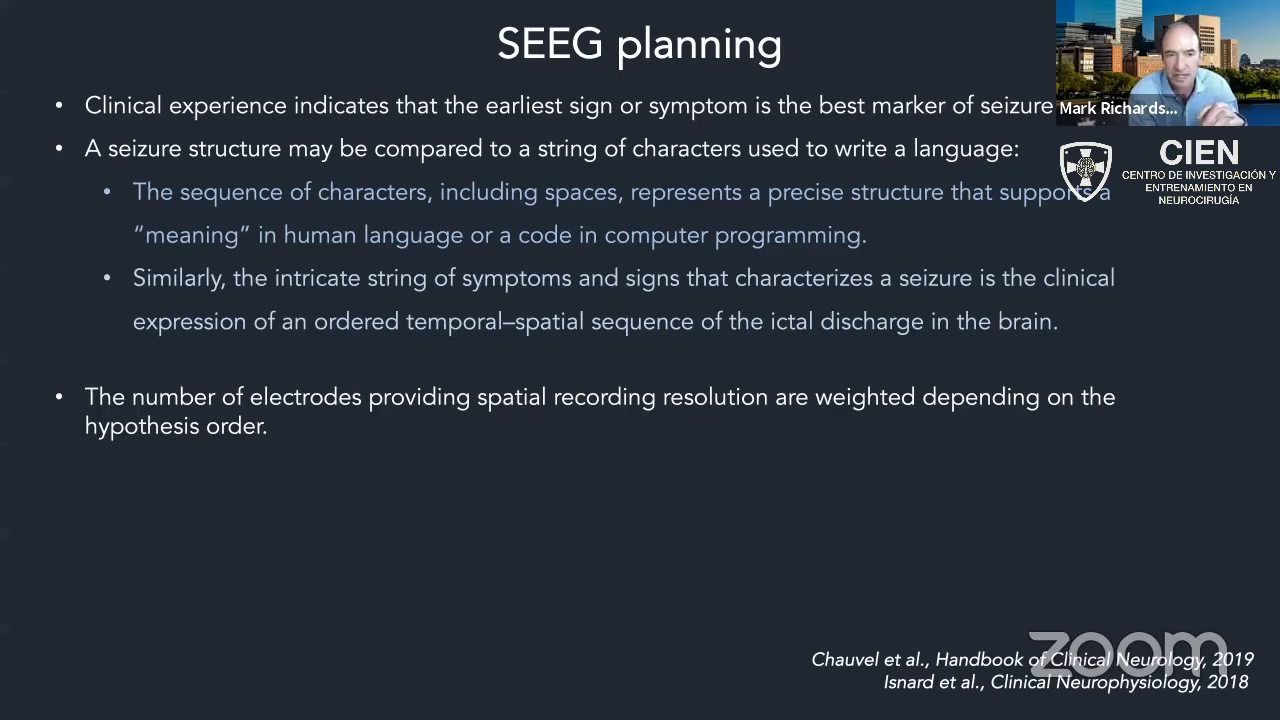 SEEG planning
• Clinical experience indicates that the earliest sign or symptom is the best marker of seizure
Mark Richards...
• A seizure structure may be compared to a string of characters used to write a language:
CIEN
CENTRO DE INVESTIGACIÓN Y
ENTRENAMIENTO EN
NEUROCIRUGÍA
• The sequence of characters, including spaces, represents a precise structure that supports a
“meaning” in human language or a code in computer programming.
• Similarly, the intricate string of symptoms and signs that characterizes a seizure is the clinical
expression of an ordered temporal–spatial sequence of the ictal discharge in the brain.
• The number of electrodes providing spatial recording resolution are weighted depending on the
hypothesis order.
zoom
Chauvel et al., Handbook of Clinical Neurology, 2019
Isnard et al., Clinical Neurophysiology, 2018